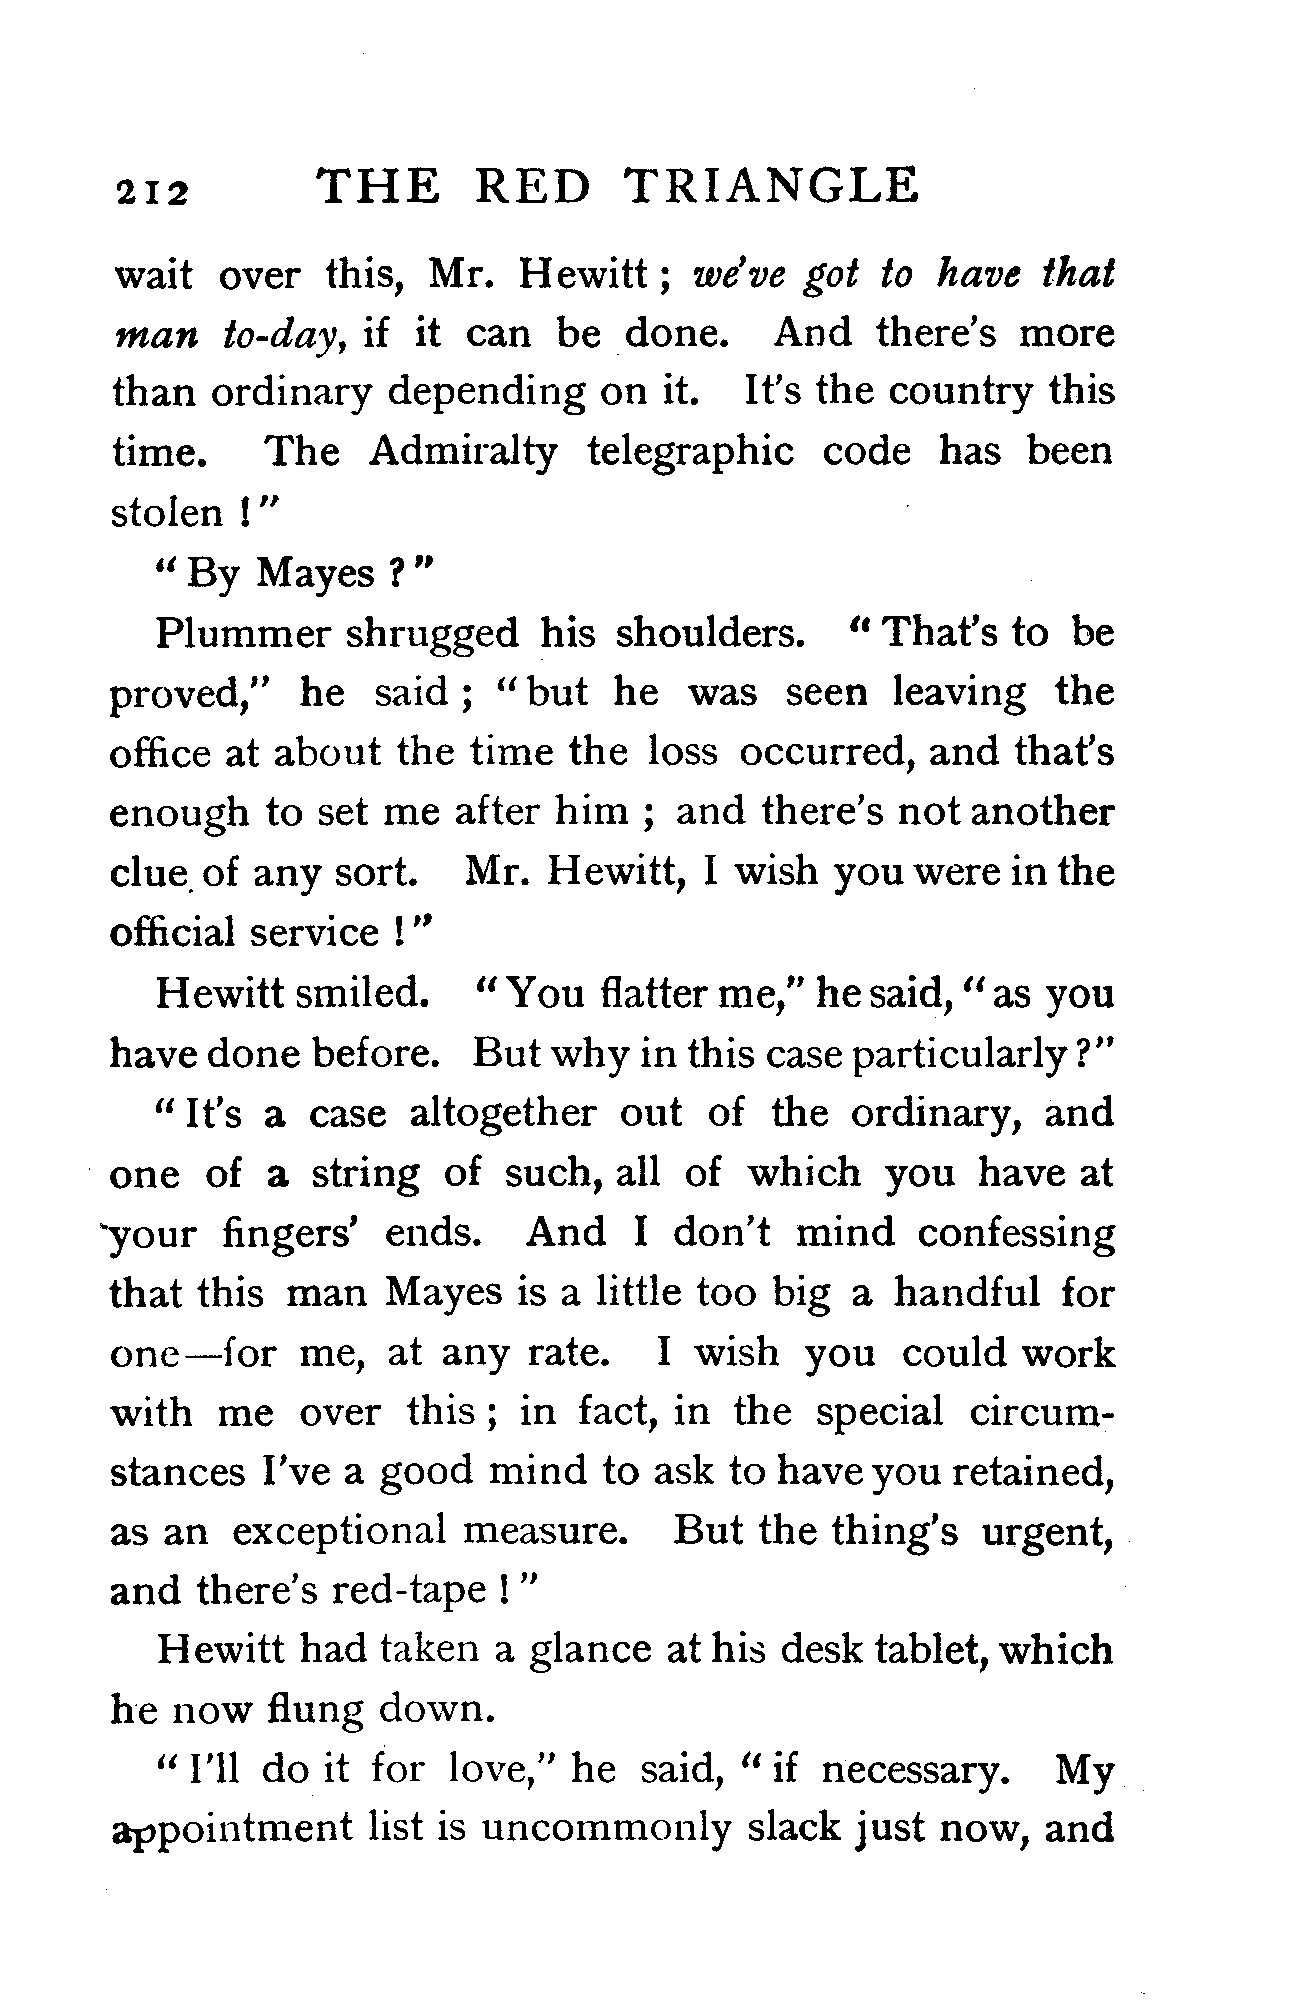 212 THE RED TRIANGLE
wait over this, Mr. Hewitt ; we've got to have that
man to-day, if it can be done. And there's more
than ordinary depending on it. It's the country this
time. The Admiralty telegraphic code has been
stolen !"
"By Mayes ?"
Plummer shrugged his shoulders. "That's to be
proved," he said ; "but he was seen leaving the
office at about the time the loss occurred, and that's
enough to set me after him ; and there's not another
clue of any sort. Mr. Hewitt, I wish you were in the
official service !"
Hewitt smiled. "You flatter me," he said, "as you
have done before. But why in this case particularly ?"
"It's a case altogether out of the ordinary, and
one of a string of such, all of which you have at
your fingers' ends. And I don't mind confessing
that this man Mayes is a little too big a handful for
one—for me, at any rate. I wish you could work
with me over this ; in fact, in the special circum-
stances I've a good mind to ask to have you retained,
as an exceptional measure. But the thing's urgent,
and there's red-tape !"
Hewitt had taken a glance at his desk tablet, which
he now flung down.
"I'll do it for love," he said, "if necessary. My
appointment list is uncommonly slack just now, and